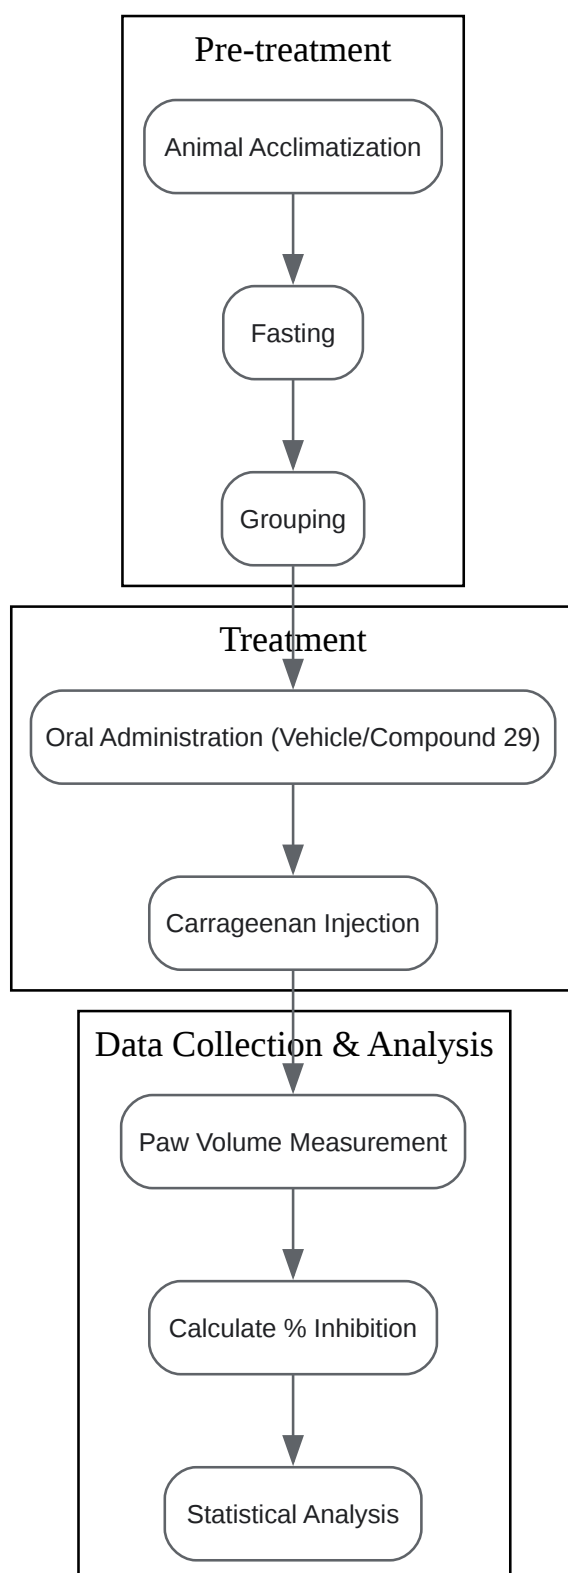 Pre-treatment
Animal Acclimatization
Fasting
Grouping
Treatment
Oral Administration (Vehicle/Compound 29)
Carrageenan Injection
Data Collection & Analysis
Paw Volume Measurement
Calculate % Inhibition
Statistical Analysis